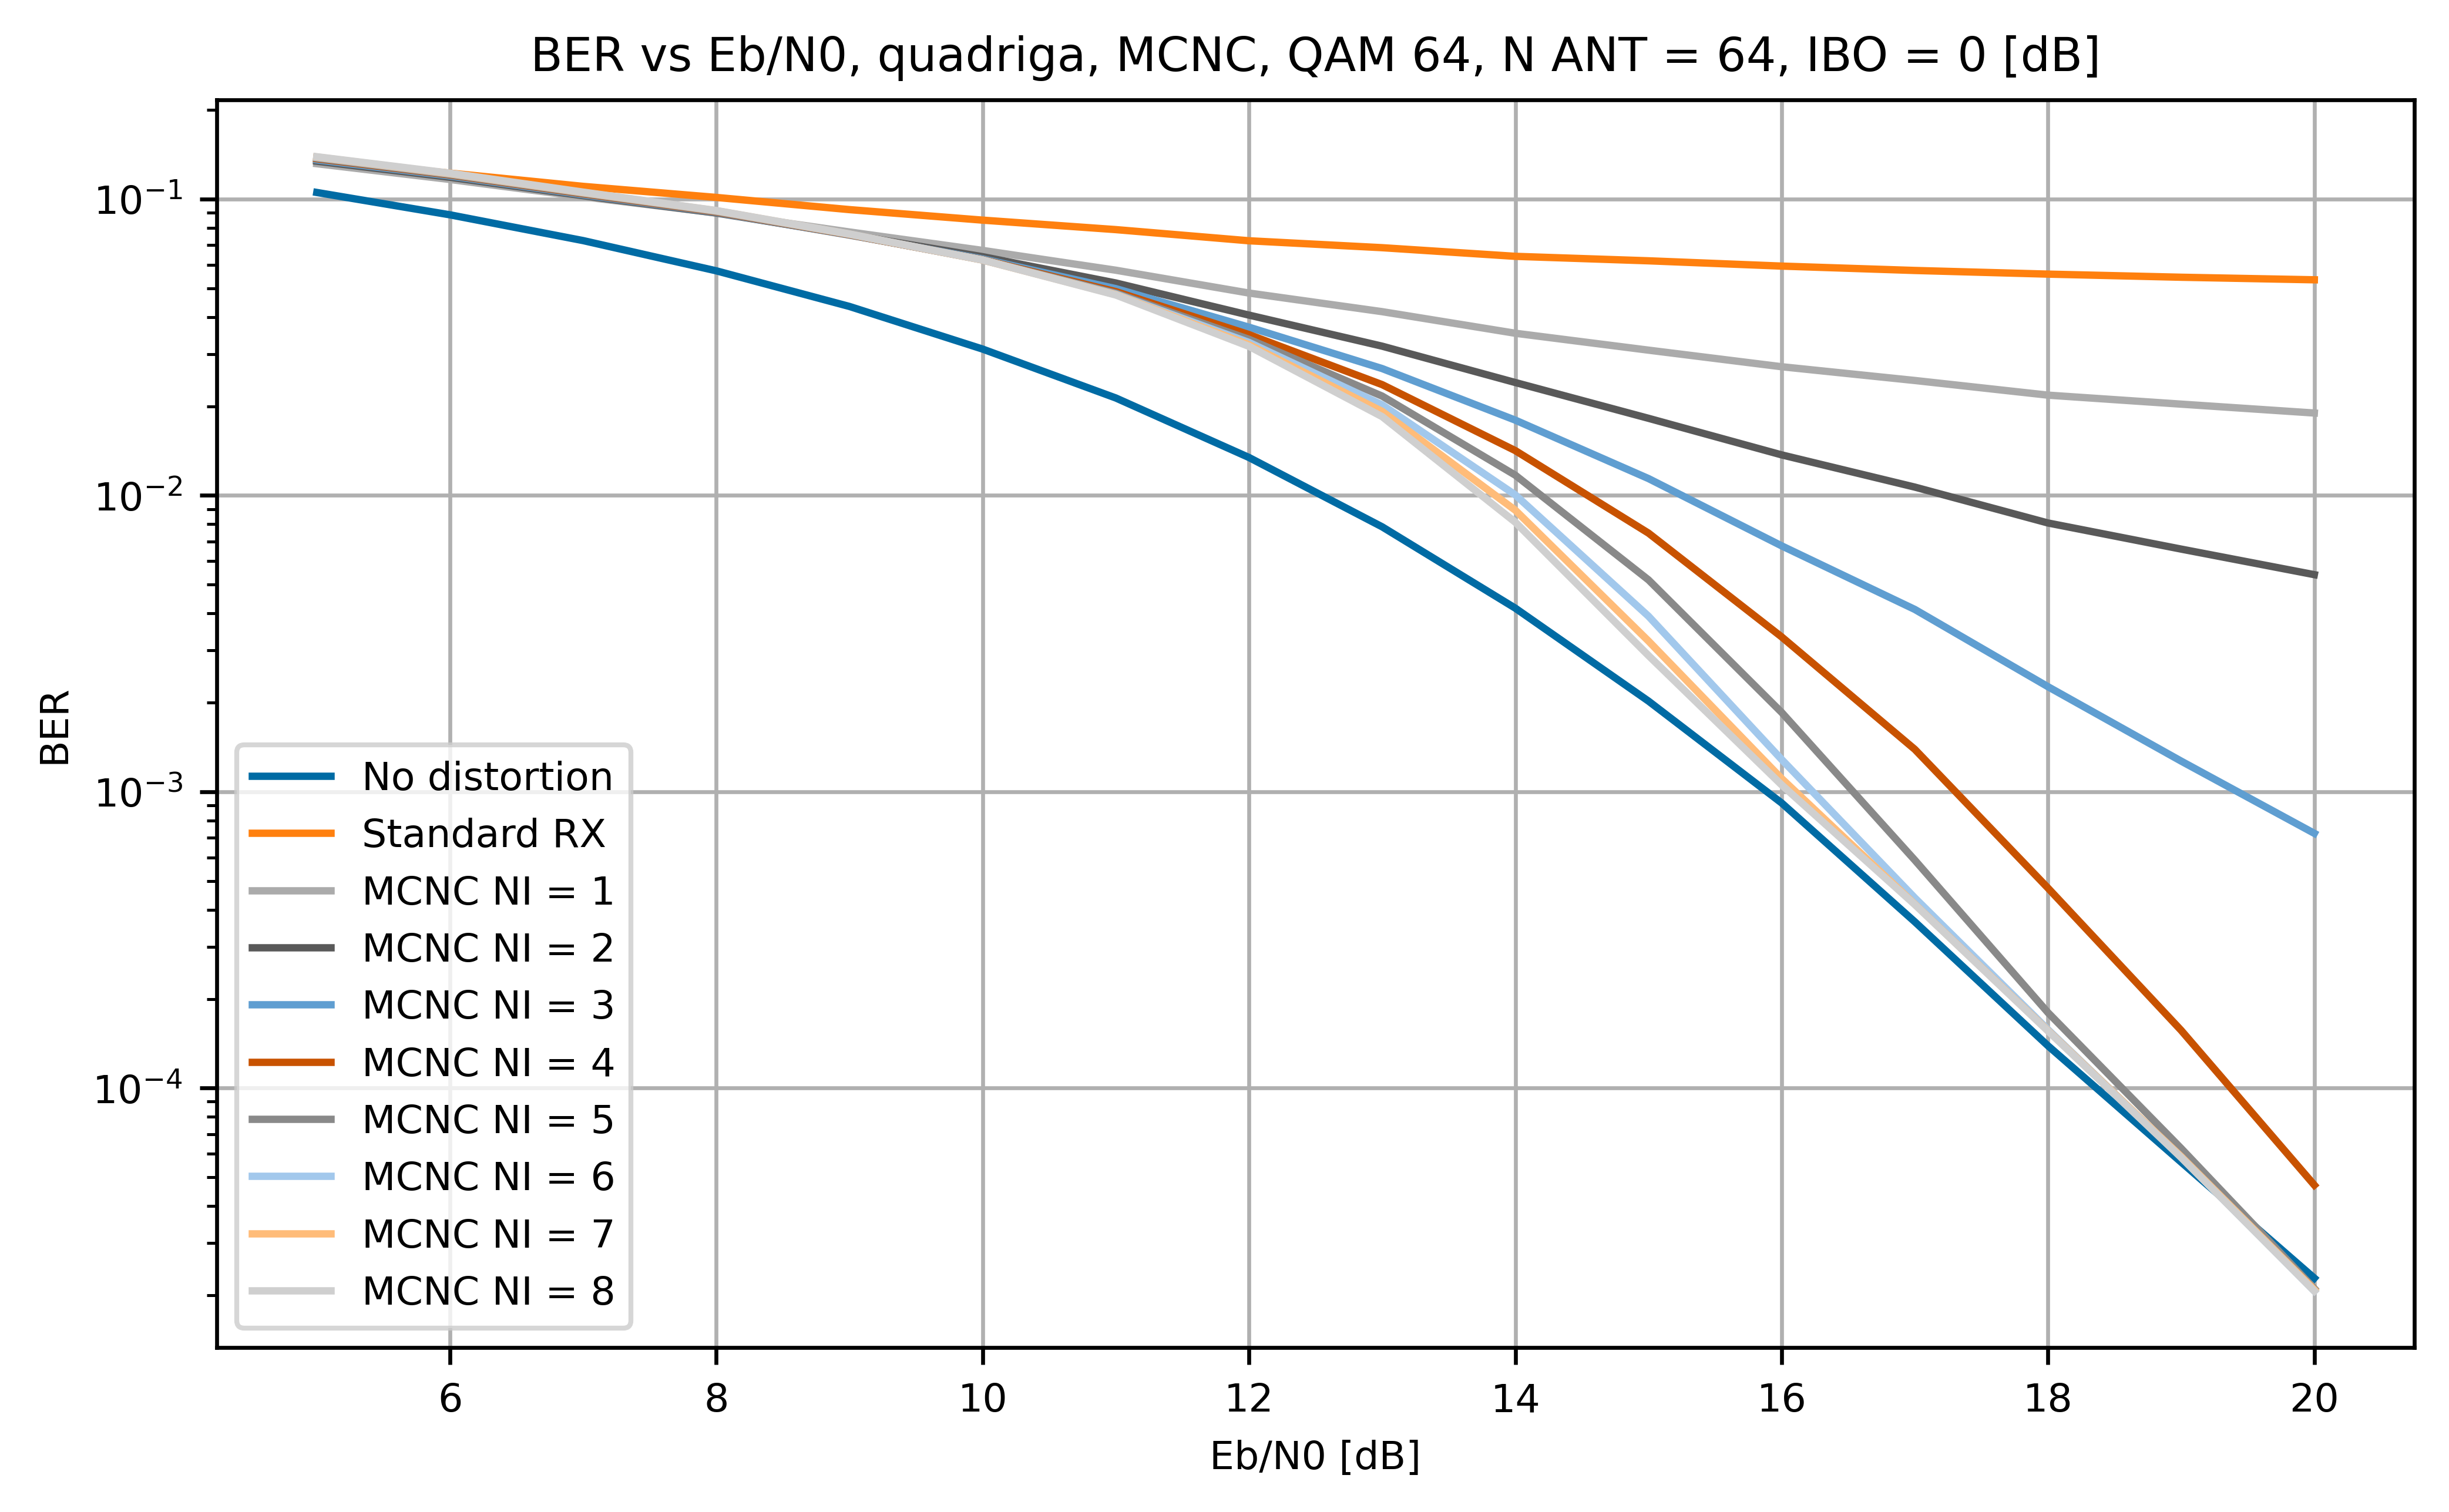 BER vs Eb/N0, quadriga, MCNC, QAM 64, N ANT = 64, IBO = 0 [dB]
BER
10⁻¹
10⁻²
10⁻³
10⁻⁴
No distortion
Standard RX
MCNC NI = 1
MCNC NI = 2
MCNC NI = 3
MCNC NI = 4
MCNC NI = 5
MCNC NI = 6
MCNC NI = 7
MCNC NI = 8
6 8 10 12 14 16 18 20
Eb/N0 [dB]